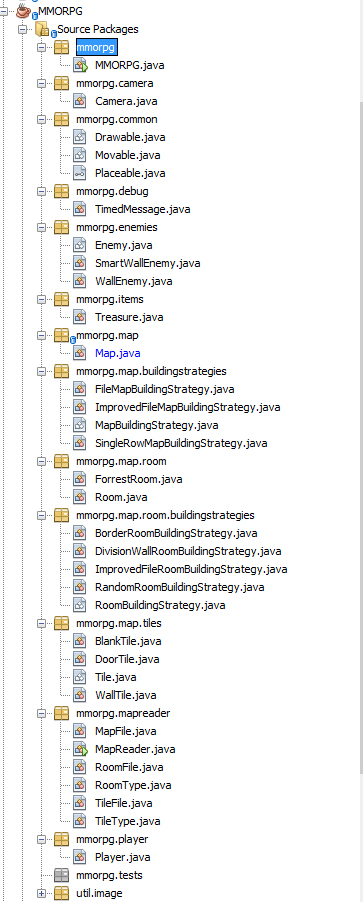 MMORPG
Source Packages
mmorpg
MMORPG.java
mmorpg.camera
Camera.java
mmorpg.common
Drawable.java
Movable.java
Placeable.java
mmorpg.debug
TimedMessage.java
mmorpg.enemies
Enemy.java
SmartWallEnemy.java
WallEnemy.java
mmorpg.items
Treasure.java
mmorpg.map
Map.java
mmorpg.map.buildingstrategies
FileMapBuildingStrategy.java
ImprovedFileMapBuildingStrategy.java
MapBuildingStrategy.java
SingleRowMapBuildingStrategy.java
mmorpg.map.room
ForrestRoom.java
Room.java
mmorpg.map.room.buildingstrategies
BorderRoomBuildingStrategy.java
DivisionWallRoomBuildingStrategy.java
ImprovedFileRoomBuildingStrategy.java
RandomRoomBuildingStrategy.java
RoomBuildingStrategy.java
mmorpg.map.tiles
BlankTile.java
DoorTile.java
Tile.java
WallTile.java
mmorpg.mapreader
MapFile.java
MapReader.java
RoomFile.java
RoomType.java
TileFile.java
TileType.java
mmorpg.player
Player.java
mmorpg.tests
util.image